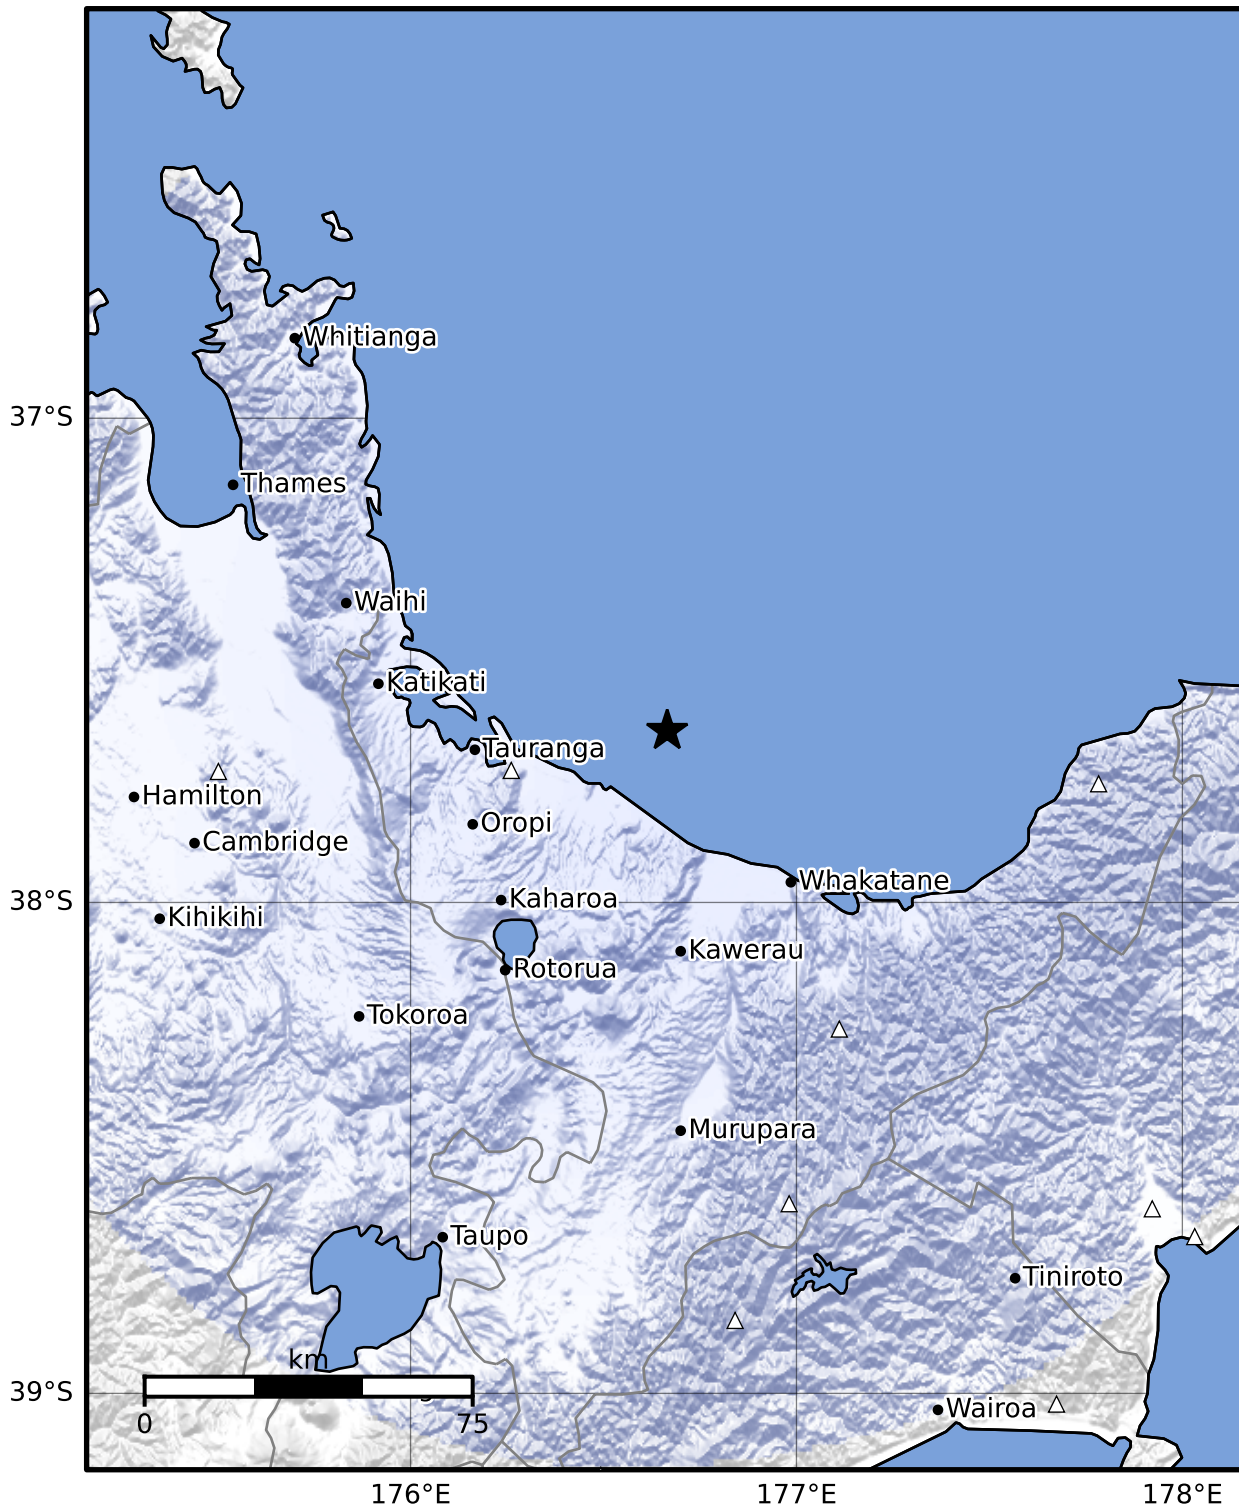 Whitianga
37°S
Thames
Waihi
Katikati
Tauranga
Hamilton
Oropi
Cambridge
Whakatane
Kaharoa
38°S
Kihikihi
Kawerau
Rotorua
Tokoroa
Murupara
Taupo
Tiniroto
km
39°S
Wairoa
0
75
176°E
177°E
178°E